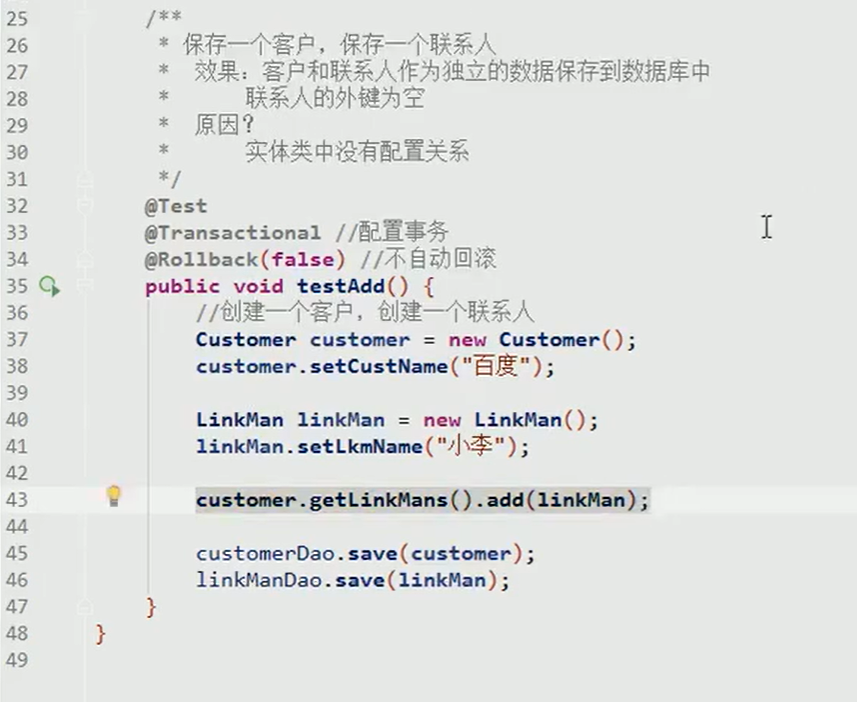 25 /**
26 * 保存一个客户，保存一个联系人
27 * 效果：客户和联系人作为独立的数据保存到数据库中
28 * 联系人的外键为空
29 * 原因？
30 * 实体类中没有配置关系
31 */
32 @Test
33 @Transactional //配置事务
34 @Rollback(false) //不自动回滚
35 public void testAdd() {
36 //创建一个客户，创建一个联系人
37 Customer customer = new Customer();
38 customer.setCustName("百度");
39
40 LinkMan linkMan = new LinkMan();
41 linkMan.setLkmName("小李");
42
43 customer.getLinkMans().add(linkMan);
44
45 customerDao.save(customer);
46 linkManDao.save(linkMan);
47 }
48 }
49